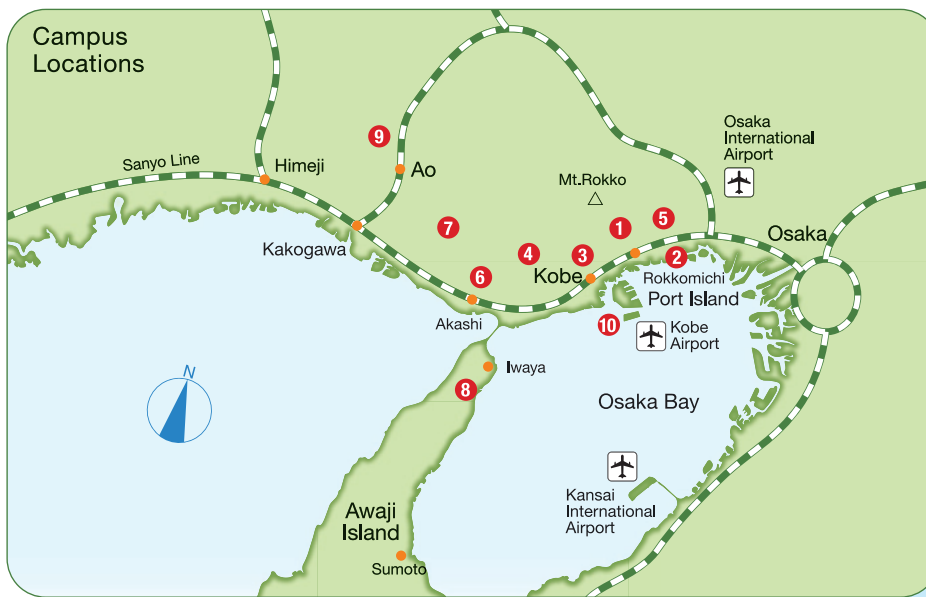 Campus
Locations
Osaka
International
Airport
9
Sanyo Line
Himeji
Ao
Mt.Rokko
1
5
7
Osaka
Kakogawa
4
3
2
6
Kobe
Rokkomichi
Port Island
Akashi
10
Kobe
Airport
Iwaya
8
N
Osaka Bay
Kansai
International
Airport
Awaji
Island
Sumoto